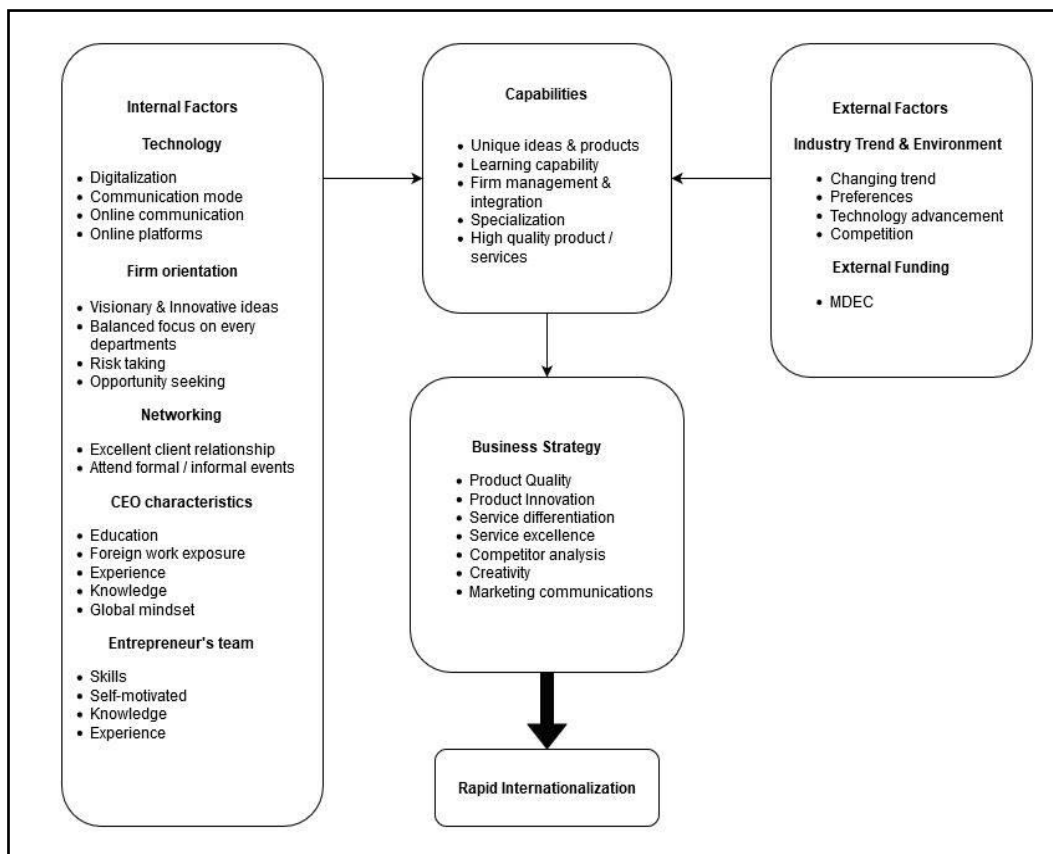 Internal Factors
Technology
• Digitalization
• Communication mode
• Online communication
• Online platforms
Firm orientation
• Visionary & Innovative ideas
• Balanced focus on every
departments
• Risk taking
• Opportunity seeking
Networking
• Excellent client relationship
• Attend formal / informal events
CEO characteristics
• Education
• Foreign work exposure
• Experience
• Knowledge
• Global mindset
Entrepreneur's team
• Skills
• Self-motivated
• Knowledge
• Experience
Capabilities
• Unique ideas & products
• Learning capability
• Firm management &
integration
• Specialization
• High quality product /
services
External Factors
Industry Trend & Environment
• Changing trend
• Preferences
• Technology advancement
• Competition
External Funding
• MDEC
Business Strategy
• Product Quality
• Product Innovation
• Service differentiation
• Service excellence
• Competitor analysis
• Creativity
• Marketing communications
Rapid Internationalization